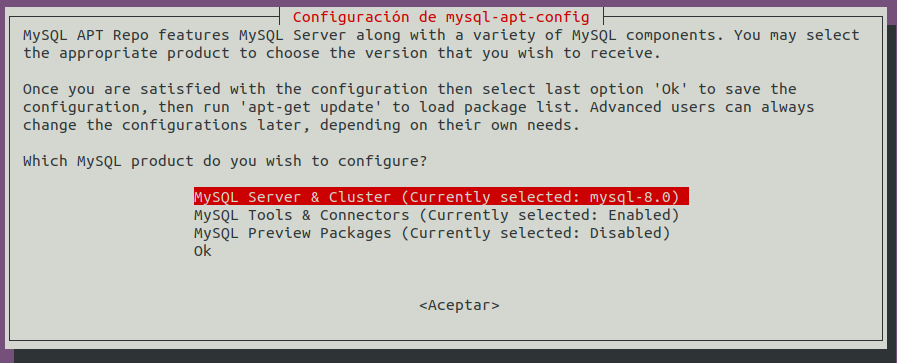 Configuración de mysql-apt-config
MySQL APT Repo features MySQL Server along with a variety of MySQL components. You may select
the appropriate product to choose the version that you wish to receive.
Once you are satisfied with the configuration then select last option 'Ok' to save the
configuration, then run 'apt-get update' to load package list. Advanced users can always
change the configurations later, depending on their own needs.
Which MySQL product do you wish to configure?
MySQL Server & Cluster (Currently selected: mysql-8.0)
MySQL Tools & Connectors (Currently selected: Enabled)
MySQL Preview Packages (Currently selected: Disabled)
Ok
<Aceptar>